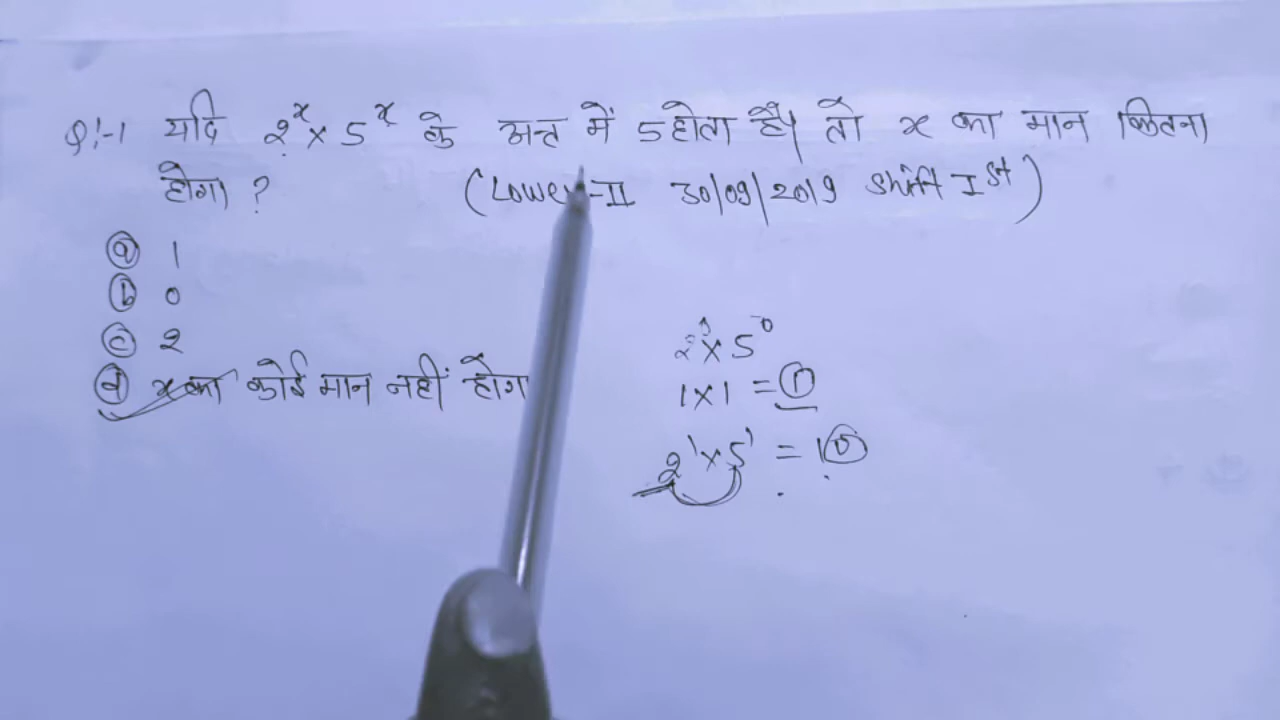 Q:-1 यदि 2^x × 5^x के अन्त में 5 होता है। तो x का मान कितना
होगा ? (Lower-II 30/09/2019 Shift I St)
(a) 1
(b) 0
(c) 2
(d) x का कोई मान नहीं होगा
2^0 × 5^0
1 × 1 = 1
2^1 × 5^1 = 10